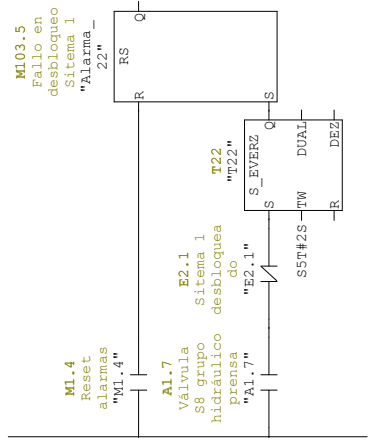 M103.5
Fallo en
desbloqueo
Sitema 1
"Alarma_
22"
RS
Q
R
S
T22
"T22"
S_EVERZ
Q
DUAL
DEZ
S
TW
R
S5T#2S
E2.1
Sitema 1
desbloquea
do
"E2.1"
M1.4
Reset
alarmas
"M1.4"
A1.7
Válvula
S8 grupo
hidráulico
prensa
"A1.7"